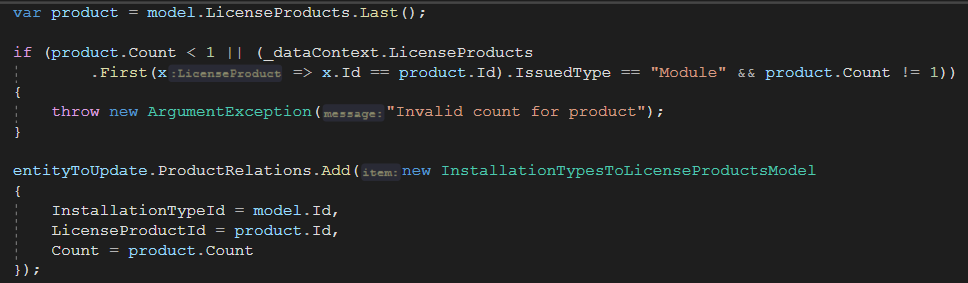 var product = model.LicenseProducts.Last();
if (product.Count < 1 || (_dataContext.LicenseProducts
.First(x :LicenseProduct => x.Id == product.Id).IssuedType == "Module" && product.Count != 1))
{
throw new ArgumentException( message: "Invalid count for product");
}
entityToUpdate.ProductRelations.Add( item: new InstallationTypesToLicenseProductsModel
{
InstallationTypeId = model.Id,
LicenseProductId = product.Id,
Count = product.Count
});